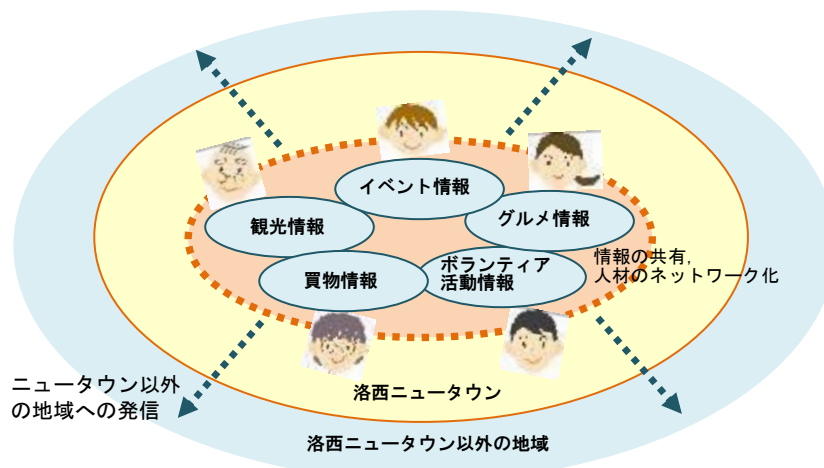 イベント情報
観光情報
グルメ情報
買物情報
ボランティア
活動情報
情報の共有,
人材のネットワーク化
ニュータウン以外
の地域への発信
洛西ニュータウン
洛西ニュータウン以外の地域